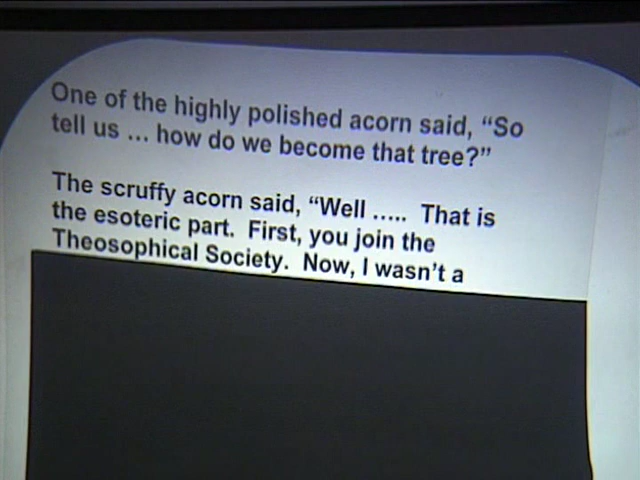 One of the highly polished acorn said, “So
tell us ... how do we become that tree?”
The scruffy acorn said, “Well ..... That is
the esoteric part. First, you join the
Theosophical Society. Now, I wasn’t a